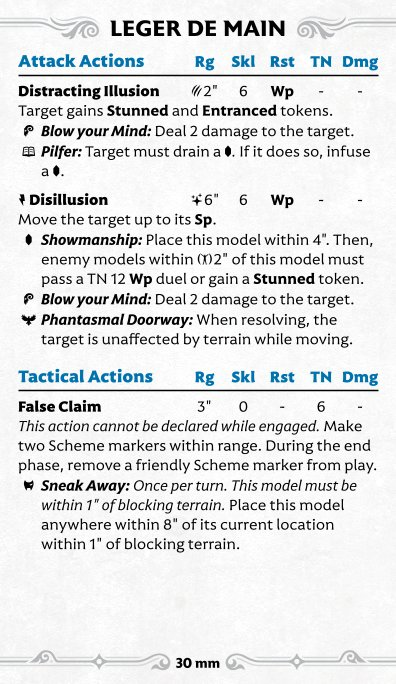 LEGER DE MAIN
Attack Actions Rg Skl Rst TN Dmg
Distracting Illusion 2" 6 Wp - -
Target gains Stunned and Entranced tokens.
Blow your Mind: Deal 2 damage to the target.
Pilfer: Target must drain a . If it does so, infuse
a .
Disillusion 6" 6 Wp - -
Move the target up to its Sp.
Showmanship: Place this model within 4". Then,
enemy models within 2" of this model must
pass a TN 12 Wp duel or gain a Stunned token.
Blow your Mind: Deal 2 damage to the target.
Phantasmal Doorway: When resolving, the
target is unaffected by terrain while moving.
Tactical Actions Rg Skl Rst TN Dmg
False Claim 3" 0 - 6 -
This action cannot be declared while engaged. Make
two Scheme markers within range. During the end
phase, remove a friendly Scheme marker from play.
Sneak Away: Once per turn. This model must be
within 1" of blocking terrain. Place this model
anywhere within 8" of its current location
within 1" of blocking terrain.
30 mm